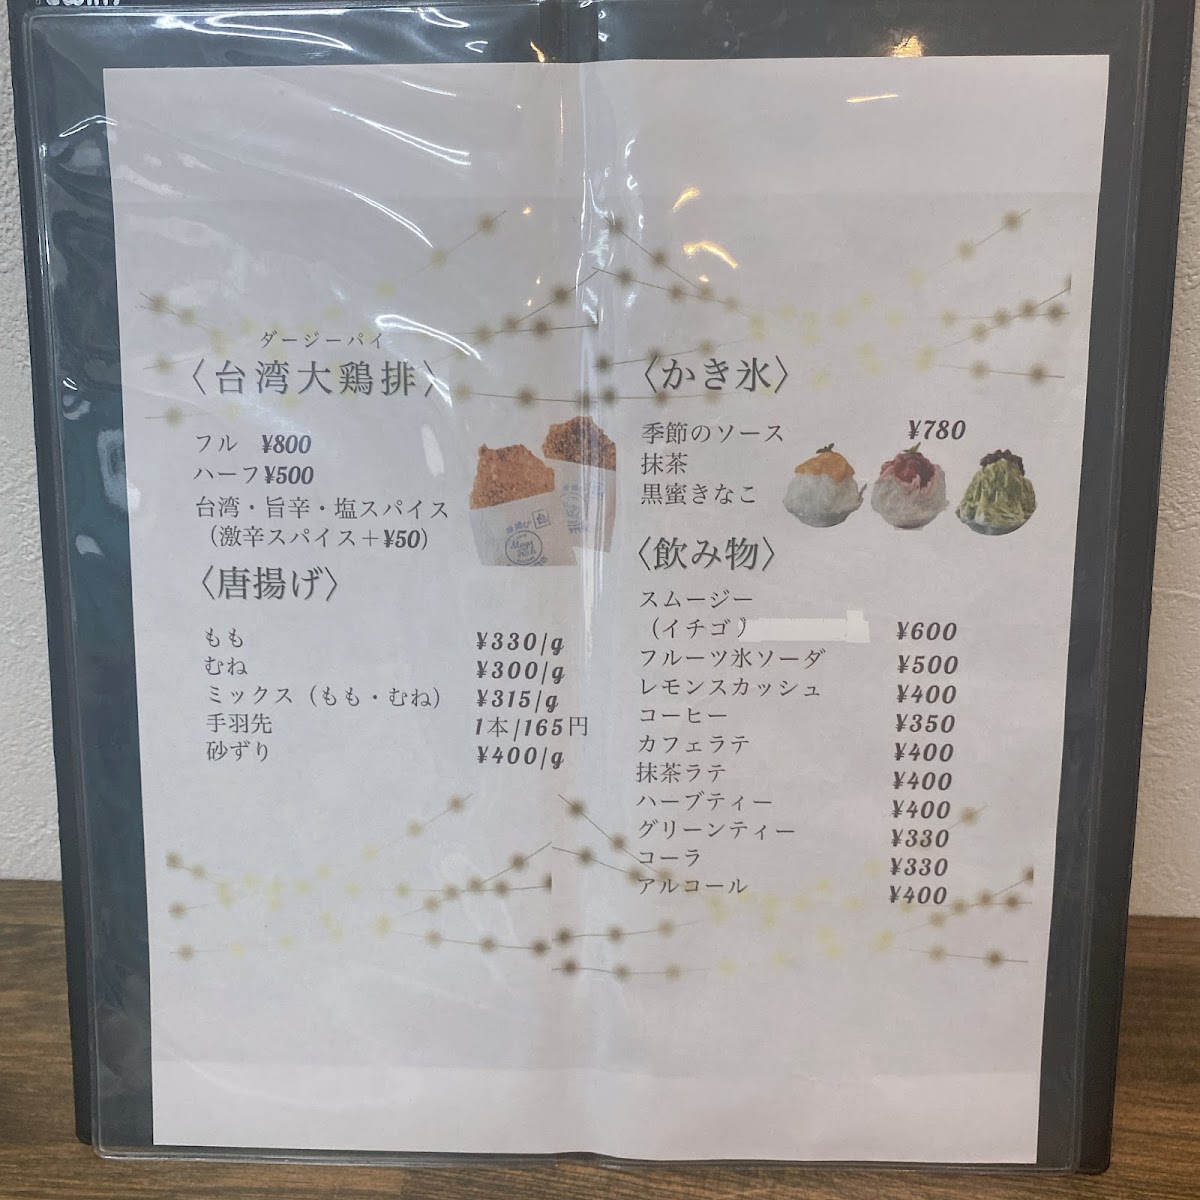 ダージーパイ
〈台湾大鶏排〉
フル ¥800
ハーフ¥500
台湾・旨辛・塩スパイス
（激辛スパイス＋¥50）
〈唐揚げ〉
もも ¥330/g
むね ¥300/g
ミックス（もも・むね） ¥315/g
手羽先 1本/165円
砂ずり ¥400/g
〈かき氷〉
季節のソース ¥780
抹茶
黒蜜きなこ
〈飲み物〉
スムージー
（イチゴ） ¥600
フルーツ氷ソーダ ¥500
レモンスカッシュ ¥400
コーヒー ¥350
カフェラテ ¥400
抹茶ラテ ¥400
ハーブティー ¥400
グリーンティー ¥330
コーラ ¥330
アルコール ¥400